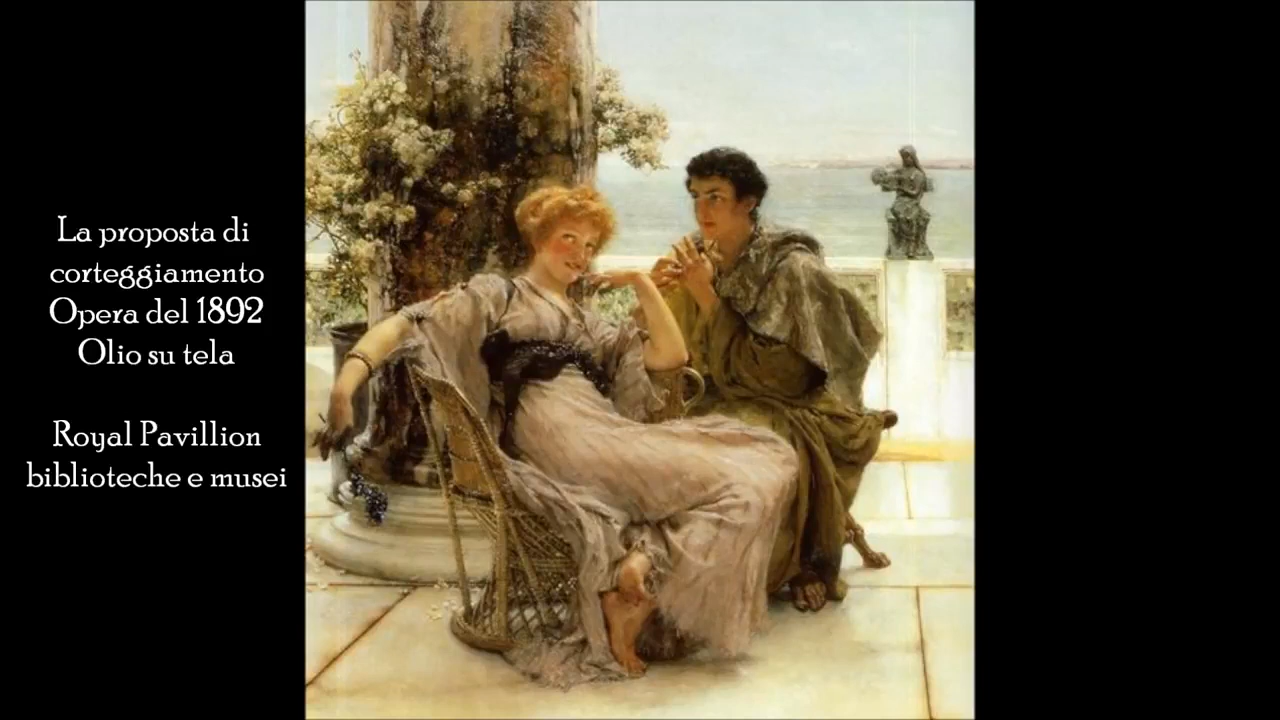 La proposta di
corteggiamento
Opera del 1892
Olio su tela
Royal Pavillion
biblioteche e musei